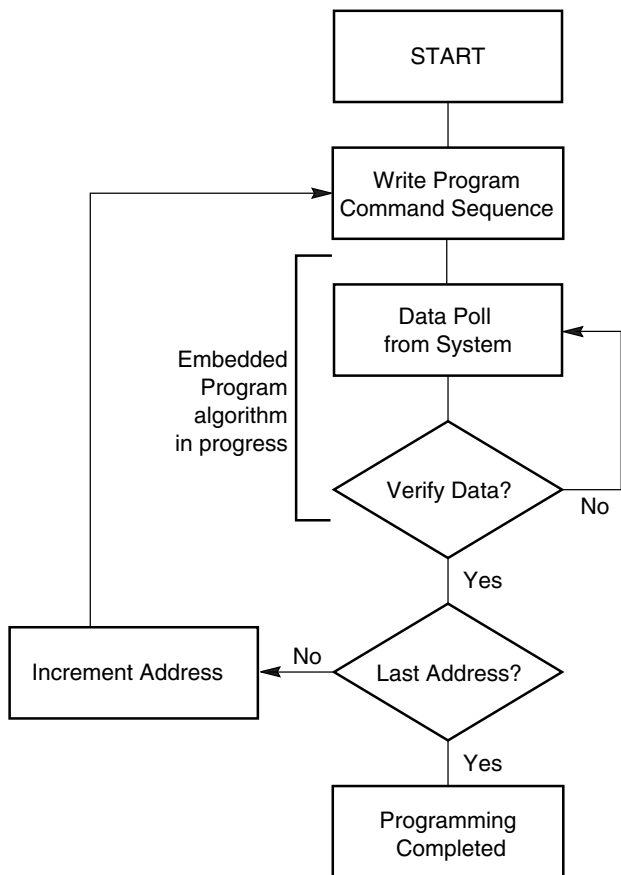 START
Write Program
Command Sequence
Data Poll
from System
Embedded
Program
algorithm
in progress
Verify Data?
No
Yes
Increment Address
No
Last Address?
Yes
Programming
Completed